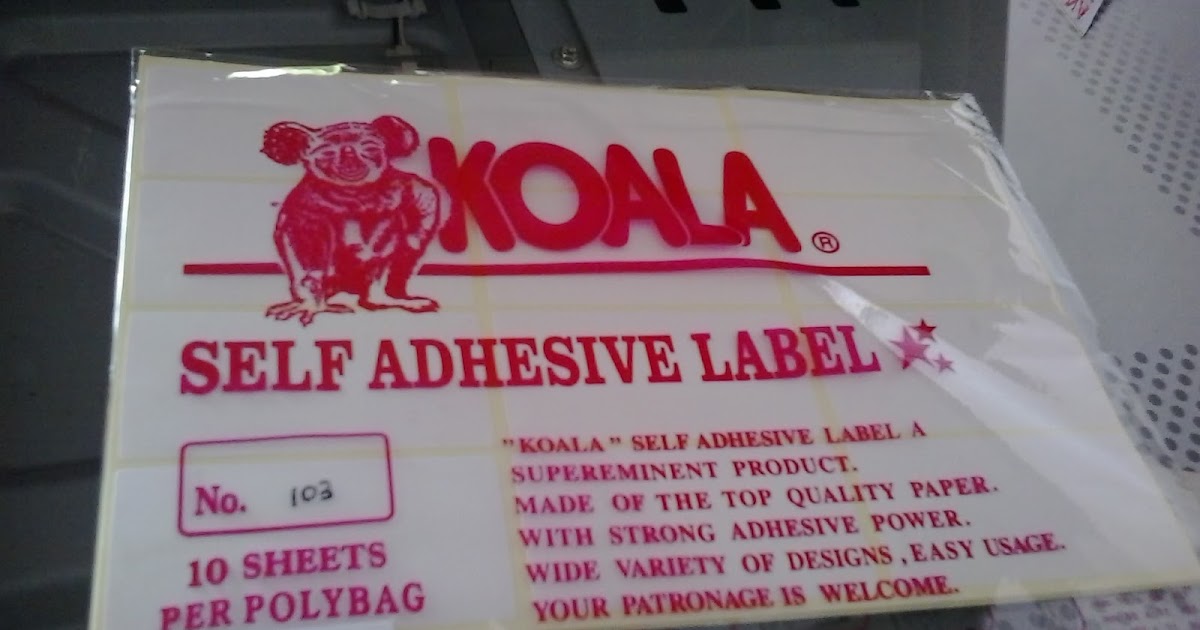 KOALA ®
SELF ADHESIVE LABEL
No. 103
10 SHEETS
PER POLYBAG
"KOALA" SELF ADHESIVE LABEL A
SUPEREMINENT PRODUCT.
MADE OF THE TOP QUALITY PAPER.
WITH STRONG ADHESIVE POWER.
WIDE VARIETY OF DESIGNS , EASY USAGE.
YOUR PATRONAGE IS WELCOME.